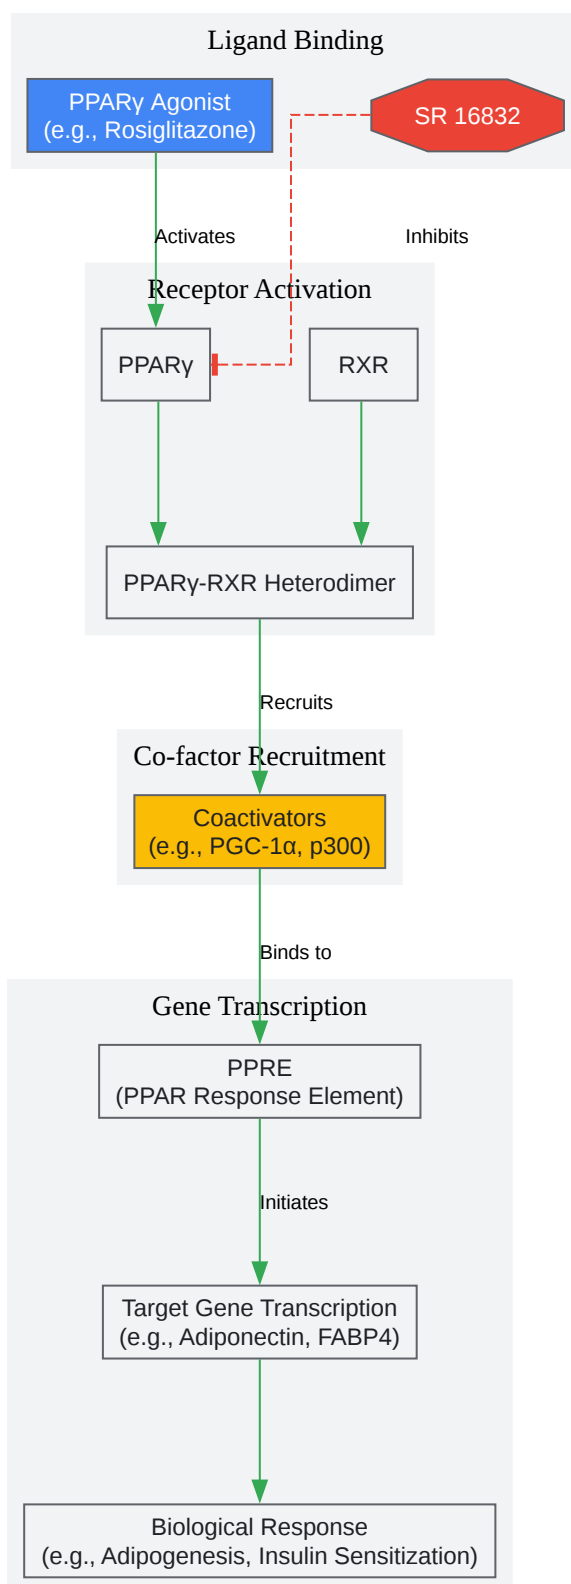 Ligand Binding
PPARγ Agonist
(e.g., Rosiglitazone)
SR 16832
Activates
Inhibits
Receptor Activation
PPARγ
RXR
PPARγ-RXR Heterodimer
Recruits
Co-factor Recruitment
Coactivators
(e.g., PGC-1α, p300)
Binds to
Gene Transcription
PPRE
(PPAR Response Element)
Initiates
Target Gene Transcription
(e.g., Adiponectin, FABP4)
Biological Response
(e.g., Adipogenesis, Insulin Sensitization)